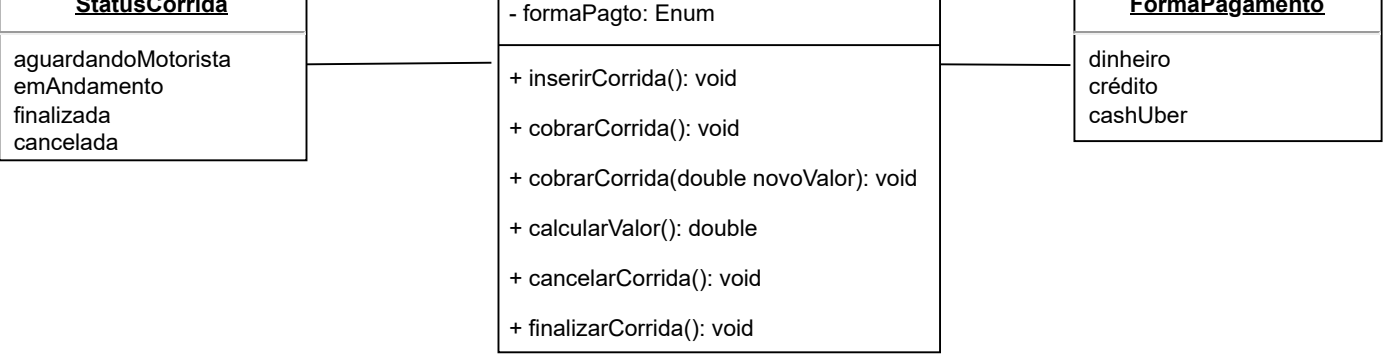 StatusCorrida
aguardandoMotorista
emAndamento
finalizada
cancelada
- formaPagto: Enum
+ inserirCorrida(): void
+ cobrarCorrida(): void
+ cobrarCorrida(double novoValor): void
+ calcularValor(): double
+ cancelarCorrida(): void
+ finalizarCorrida(): void
FormaPagamento
dinheiro
crédito
cashUber